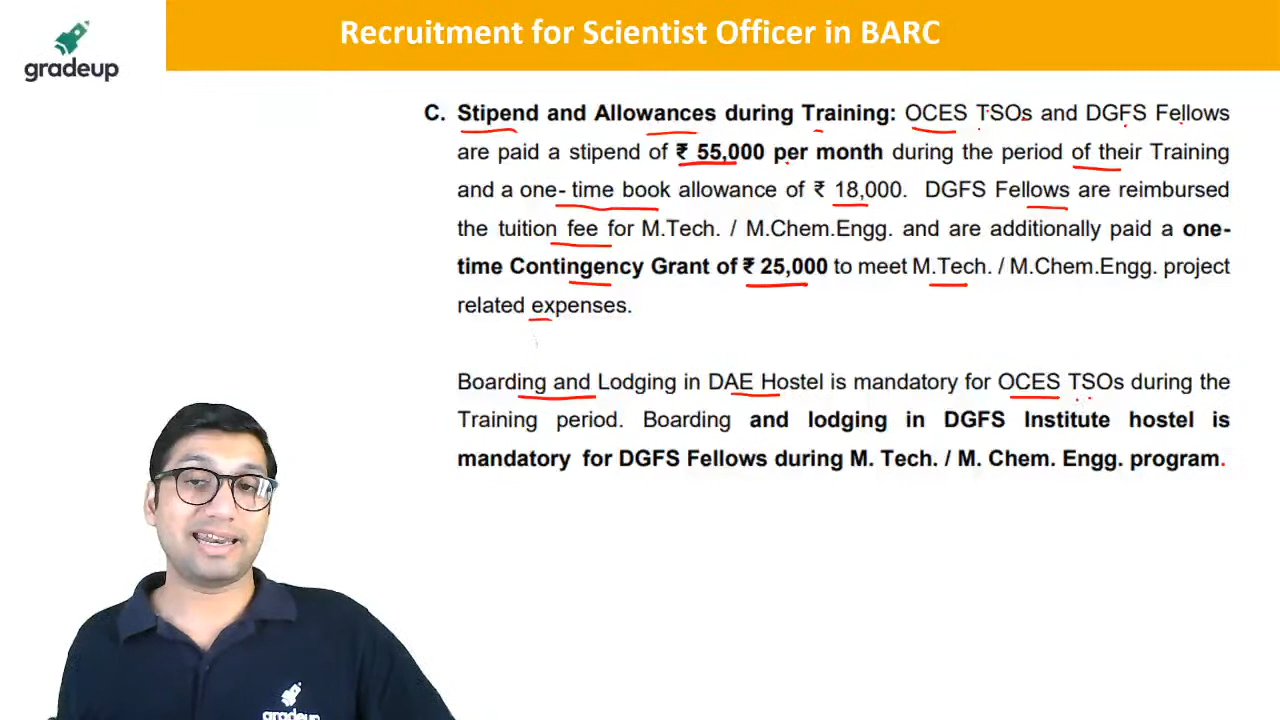 Recruitment for Scientist Officer in BARC
gradeup
C. Stipend and Allowances during Training: OCES TSOs and DGFS Fellows
are paid a stipend of ₹ 55,000 per month during the period of their Training
and a one- time book allowance of ₹ 18,000. DGFS Fellows are reimbursed
the tuition fee for M.Tech. / M.Chem.Engg. and are additionally paid a one-
time Contingency Grant of ₹ 25,000 to meet M.Tech. / M.Chem.Engg. project
related expenses.
Boarding and Lodging in DAE Hostel is mandatory for OCES TSOs during the
Training period. Boarding and lodging in DGFS Institute hostel is
mandatory for DGFS Fellows during M. Tech. / M. Chem. Engg. program.
gradeup